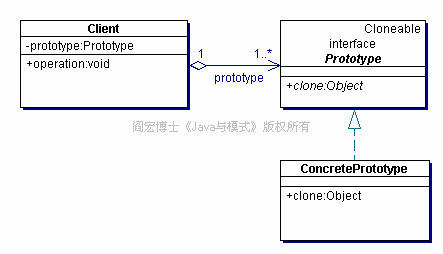 Client
-prototype:Prototype
+operation:void
1
1..*
prototype
Cloneable
interface
Prototype
+clone:Object
阎宏博士《Java与模式》版权所有
ConcretePrototype
+clone:Object